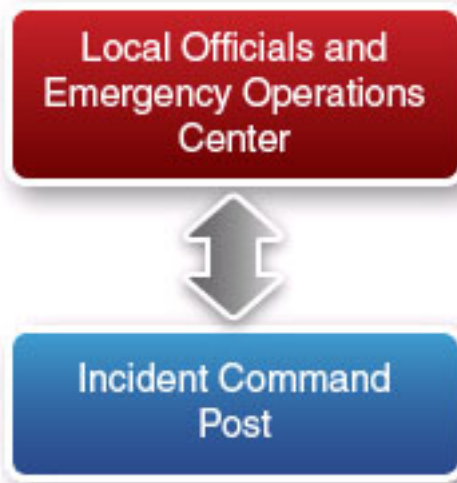 Local Officials and
Emergency Operations
Center
Incident Command
Post